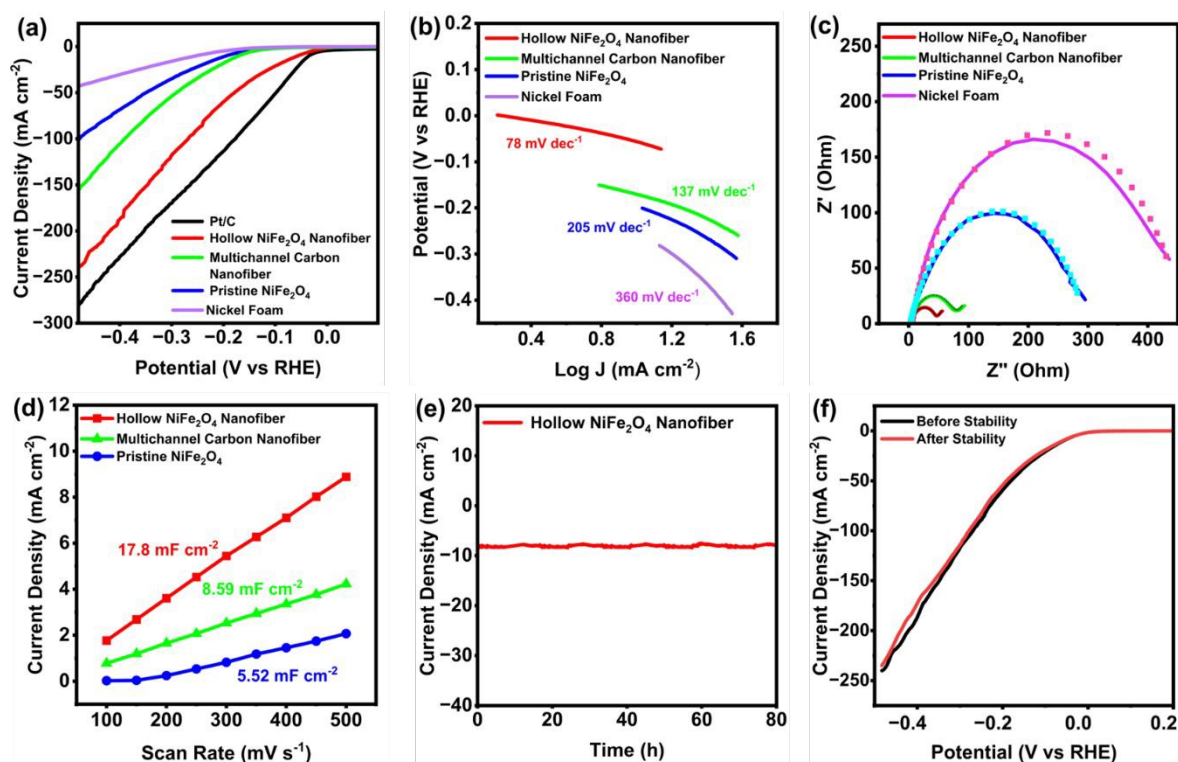 (a)
Current Density (mA cm⁻²)
0
−50
−100
−150
−200
−250
−300
Pt/C
Hollow NiFe₂O₄ Nanofiber
Multichannel Carbon
Nanofiber
Pristine NiFe₂O₄
Nickel Foam
−0.4 −0.3 −0.2 −0.1 0.0
Potential (V vs RHE)
(b)
Potential (V vs RHE)
0.2
0.1
0.0
−0.1
−0.2
−0.3
−0.4
Hollow NiFe₂O₄ Nanofiber
Multichannel Carbon Nanofiber
Pristine NiFe₂O₄
Nickel Foam
78 mV dec⁻¹
137 mV dec⁻¹
205 mV dec⁻¹
360 mV dec⁻¹
0.4 0.8 1.2 1.6
Log J (mA cm⁻²)
(c)
Z' (Ohm)
250
200
150
100
50
0
Hollow NiFe₂O₄ Nanofiber
Multichannel Carbon Nanofiber
Pristine NiFe₂O₄
Nickel Foam
0 100 200 300 400
Z'' (Ohm)
(d)
Current Density (mA cm⁻²)
12
10
8
6
4
2
0
Hollow NiFe₂O₄ Nanofiber
Multichannel Carbon Nanofiber
Pristine NiFe₂O₄
17.8 mF cm⁻²
8.59 mF cm⁻²
5.52 mF cm⁻²
100 200 300 400 500
Scan Rate (mV s⁻¹)
(e)
Current Density (mA cm⁻²)
20
10
0
−10
−20
−30
−40
Hollow NiFe₂O₄ Nanofiber
0 20 40 60 80
Time (h)
(f)
Current Density (mA cm⁻²)
0
−50
−100
−150
−200
−250
Before Stability
After Stability
−0.4 −0.2 0.0 0.2
Potential (V vs RHE)